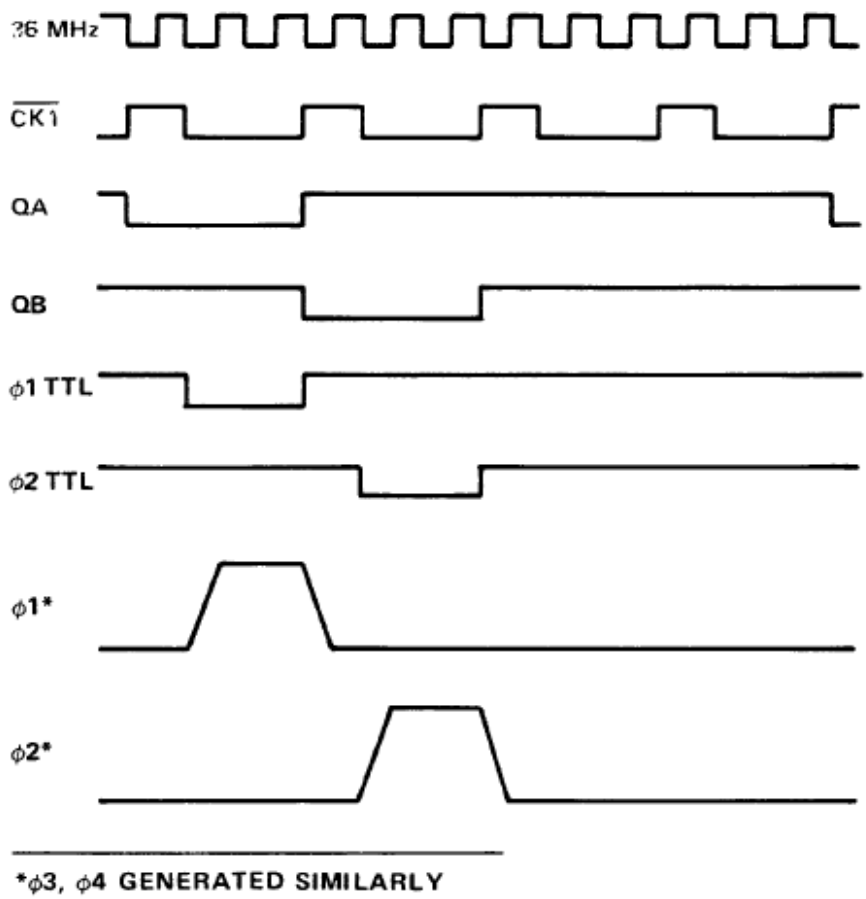 MHz
CK1
QA
QB
φ1 TTL
φ2 TTL
φ1*
φ2*
*φ3, φ4 GENERATED SIMILARLY